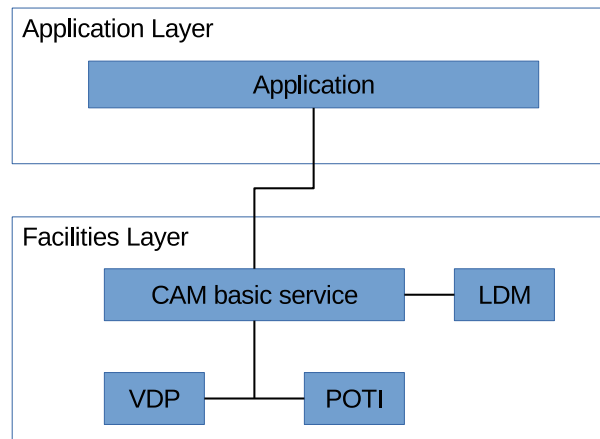 Application Layer
Application
Facilities Layer
CAM basic service
LDM
VDP
POTI